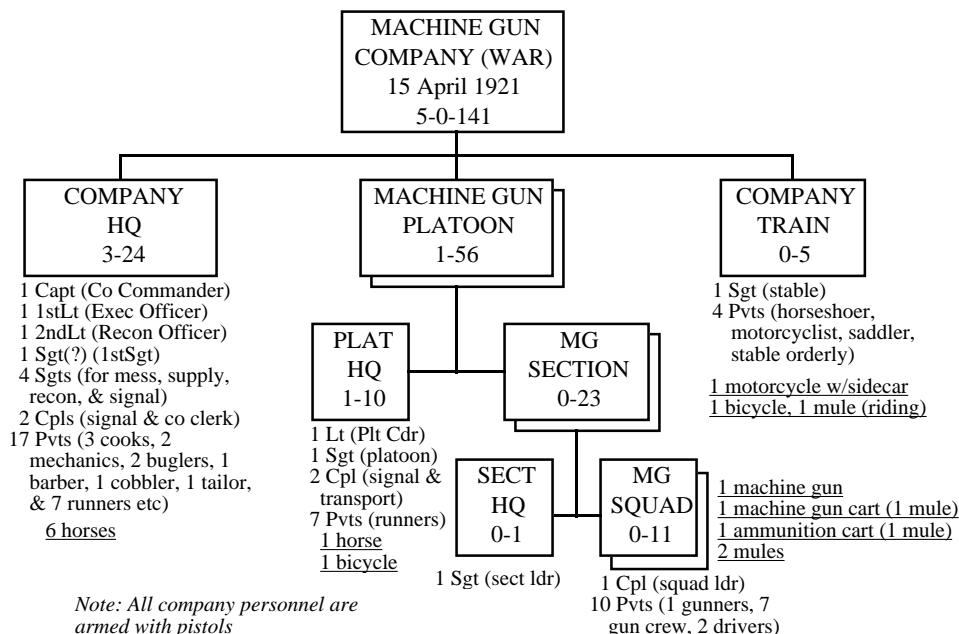 MACHINE GUN
COMPANY (WAR)
15 April 1921
5-0-141
COMPANY
HQ
3-24
1 Capt (Co Commander)
1 1stLt (Exec Officer)
1 2ndLt (Recon Officer)
1 Sgt(?) (1stSgt)
4 Sgts (for mess, supply,
recon, & signal)
2 Cpls (signal & co clerk)
17 Pvts (3 cooks, 2
mechanics, 2 buglers, 1
barber, 1 cobbler, 1 tailor,
& 7 runners etc)
6 horses
MACHINE GUN
PLATOON
1-56
PLAT
HQ
1-10
1 Lt (Plt Cdr)
1 Sgt (platoon)
2 Cpl (signal &
transport)
7 Pvts (runners)
1 horse
1 bicycle
MG
SECTION
0-23
SECT
HQ
0-1
1 Sgt (sect ldr)
MG
SQUAD
0-11
1 Cpl (squad ldr)
10 Pvts (1 gunners, 7
gun crew, 2 drivers)
1 machine gun
1 machine gun cart (1 mule)
1 ammunition cart (1 mule)
2 mules
COMPANY
TRAIN
0-5
1 Sgt (stable)
4 Pvts (horseshoer,
motorcyclist, saddler,
stable orderly)
1 motorcycle w/sidecar
1 bicycle, 1 mule (riding)
Note: All company personnel are
armed with pistols